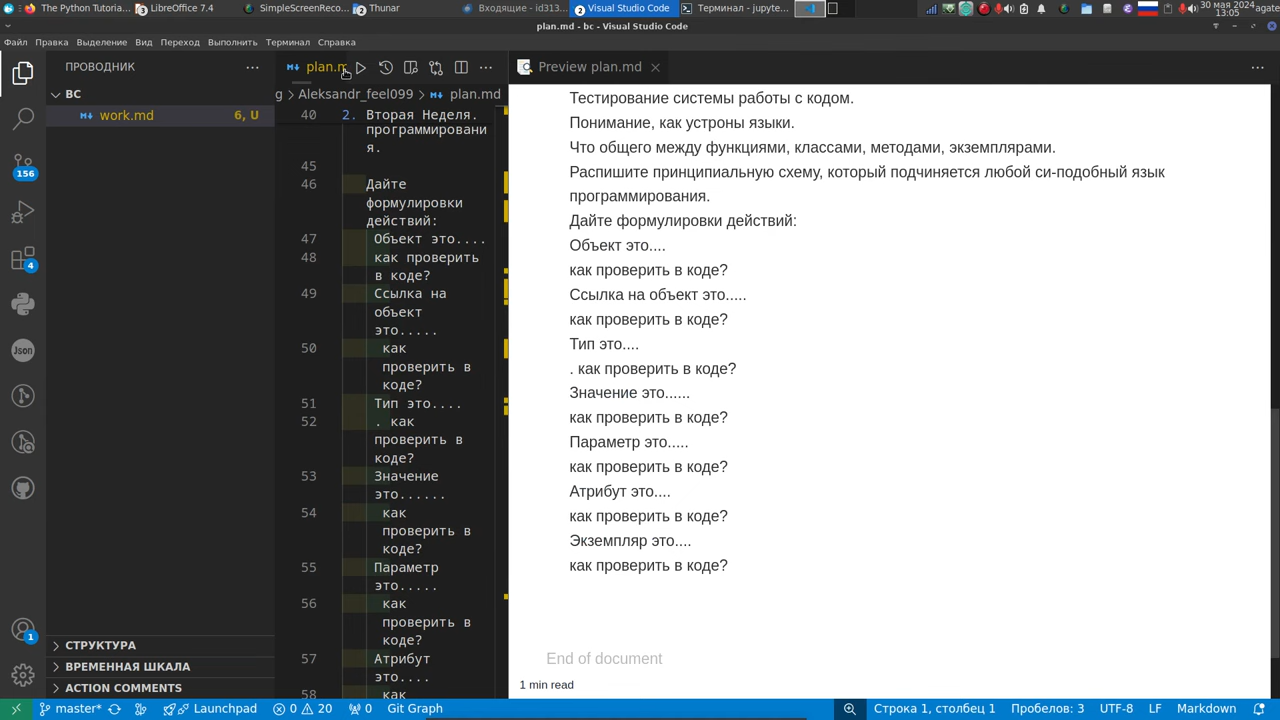 The Python Tutorial...
LibreOffice 7.4
SimpleScreenReco...
Thunar
Входящие - id313...
Visual Studio Code
Терминал - jupyte...
30 мая 2024
13:05
agate
plan.md - bc - Visual Studio Code
Файл Правка Выделение Вид Переход Выполнить Терминал Справка
ПРОВОДНИК
plan.m
Preview plan.md
BC
g > Aleksandr_feel099 > plan.md
work.md 6, U
40 2. Вторая Неделя.
программировани
я.
45
46 Дайте
формулировки
действий:
47 Объект это....
48 как проверить
в коде?
49 Ссылка на
объект
это.....
50 как
проверить в
коде?
51 Тип это....
52 . как
проверить в
коде?
53 Значение
это......
54 как
проверить в
коде?
55 Параметр
это.....
56 как
проверить в
коде?
57 Атрибут
это....
58 как
Тестирование системы работы с кодом.
Понимание, как устроны языки.
Что общего между функциями, классами, методами, экземплярами.
Распишите принципиальную схему, который подчиняется любой си-подобный язык
программирования.
Дайте формулировки действий:
Объект это....
как проверить в коде?
Ссылка на объект это.....
как проверить в коде?
Тип это....
. как проверить в коде?
Значение это......
как проверить в коде?
Параметр это.....
как проверить в коде?
Атрибут это....
как проверить в коде?
Экземпляр это....
как проверить в коде?
End of document
1 min read
156
4
Json
1
СТРУКТУРА
ВРЕМЕННАЯ ШКАЛА
ACTION COMMENTS
master* Launchpad 0 20 0 Git Graph
Строка 1, столбец 1 Пробелов: 3 UTF-8 LF Markdown